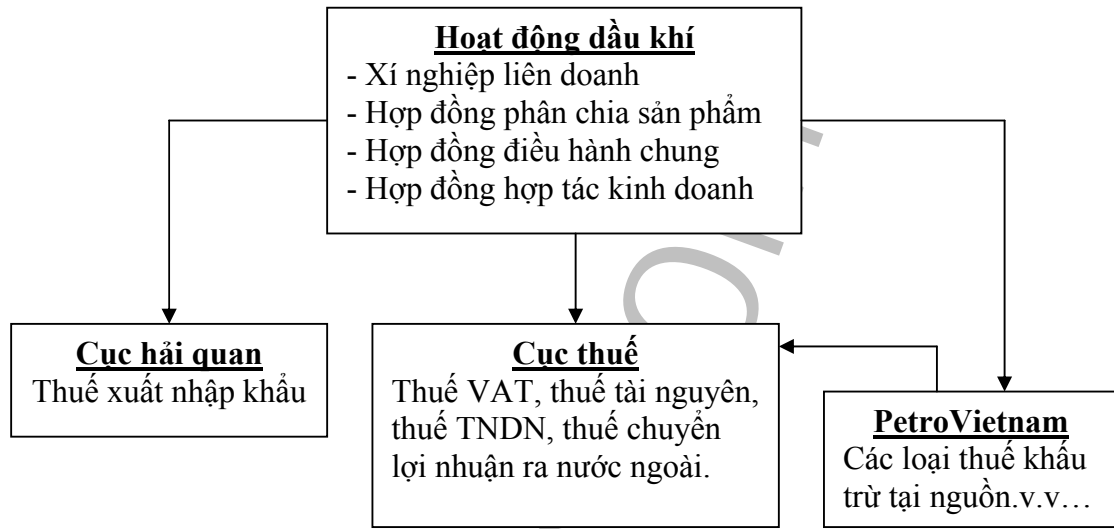 Hoạt động dầu khí
- Xí nghiệp liên doanh
- Hợp đồng phân chia sản phẩm
- Hợp đồng điều hành chung
- Hợp đồng hợp tác kinh doanh
Cục hải quan
Thuế xuất nhập khẩu
Cục thuế
Thuế VAT, thuế tài nguyên,
thuế TNDN, thuế chuyển
lợi nhuận ra nước ngoài.
PetroVietnam
Các loại thuế khấu
trừ tại nguồn.v.v…